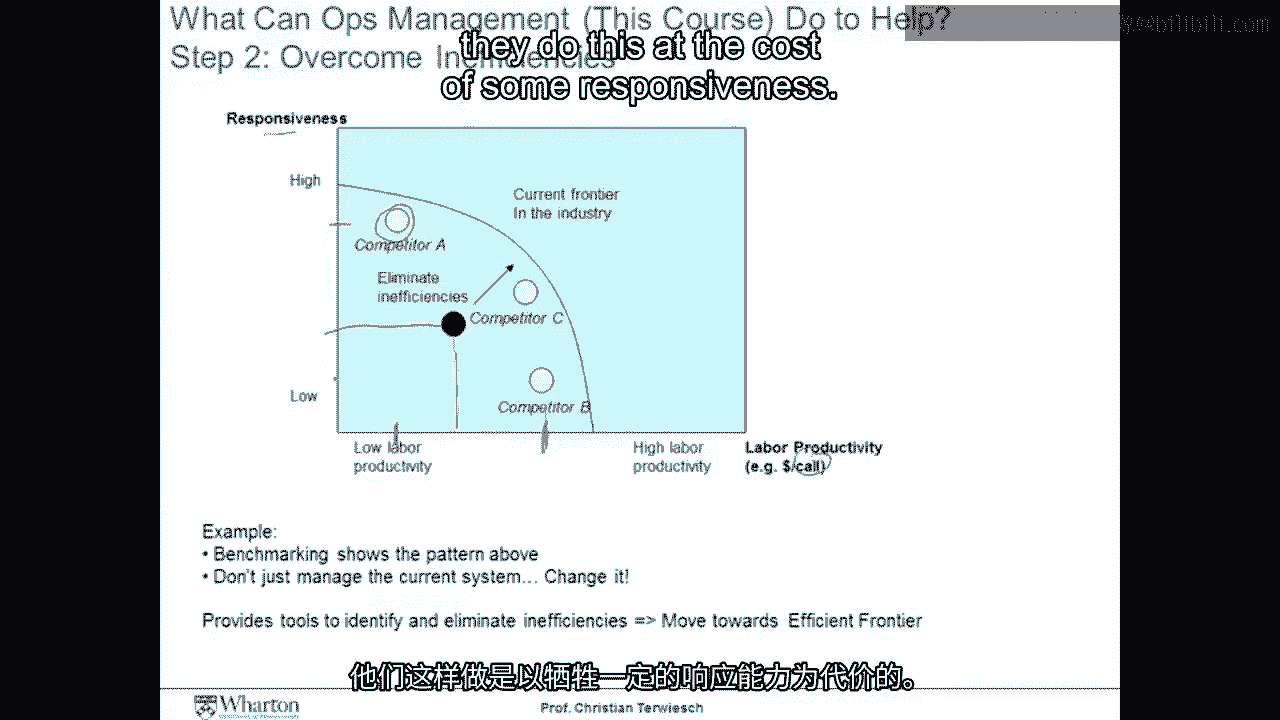 What Can Ops Management (This Course) Do to Help?
Step 2: Overcome Inefficiencies
they do this at the cost
of some responsiveness.
Responsiveness
High
Current frontier
In the industry
Competitor A
Eliminate
inefficiencies
Competitor C
Low
Competitor B
Low labor
productivity
High labor
productivity
Labor Productivity
(e.g. $/call)
Example:
• Benchmarking shows the pattern above
• Don't just manage the current system... Change it!
Provides tools to identify and eliminate inefficiencies => Move towards Efficient Frontier
他们这样做是以牺牲一定的响应能力为代价的。
Wharton
Prof. Christian Terwiesch